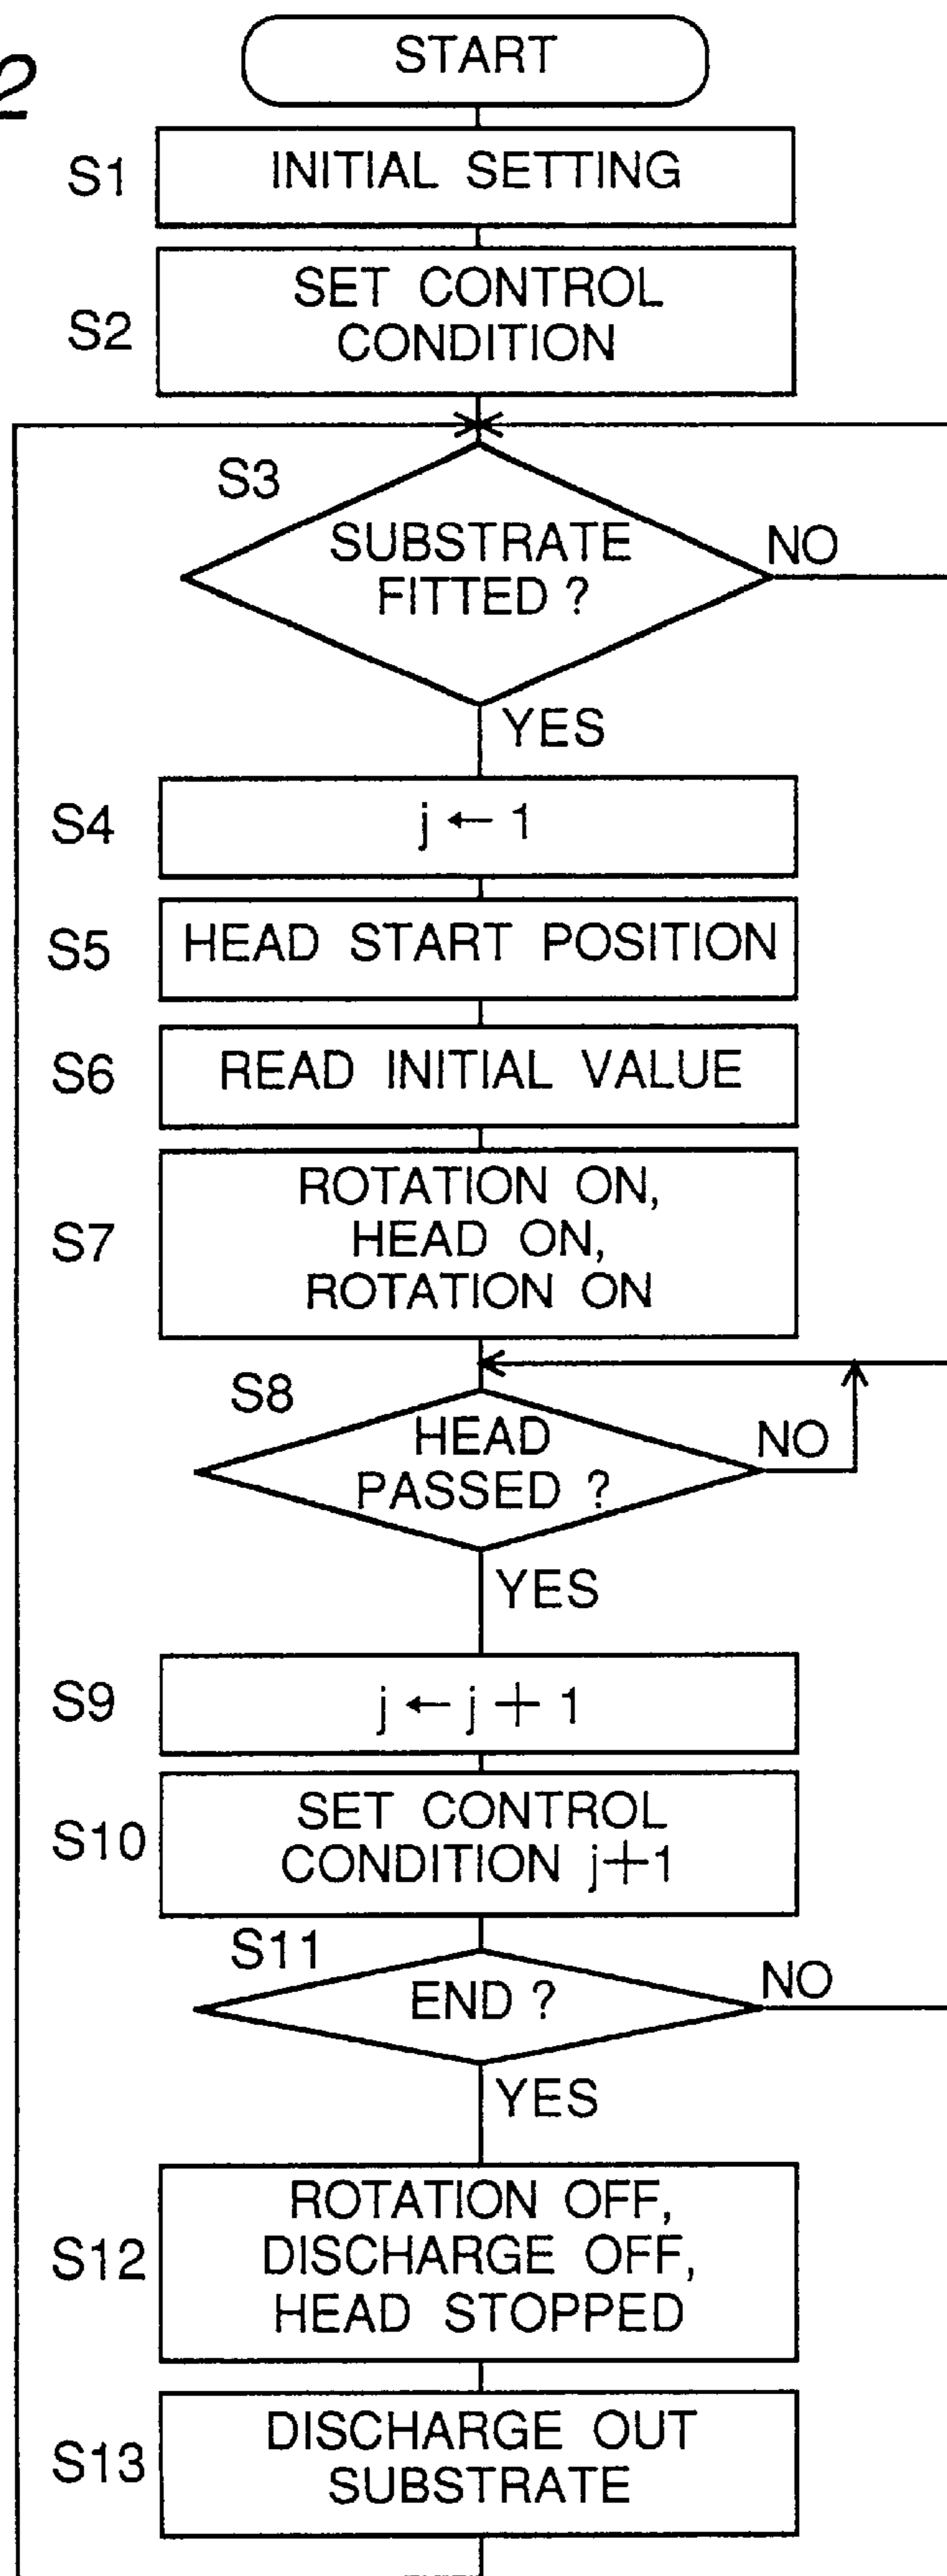 2
START
S1
INITIAL SETTING
S2
SET CONTROL
CONDITION
S3
SUBSTRATE
FITTED ?
NO
YES
S4
j ← 1
S5
HEAD START POSITION
S6
READ INITIAL VALUE
S7
ROTATION ON,
HEAD ON,
ROTATION ON
S8
HEAD
PASSED ?
NO
YES
S9
j ← j + 1
S10
SET CONTROL
CONDITION j+1
S11
END ?
NO
YES
S12
ROTATION OFF,
DISCHARGE OFF,
HEAD STOPPED
S13
DISCHARGE OUT
SUBSTRATE